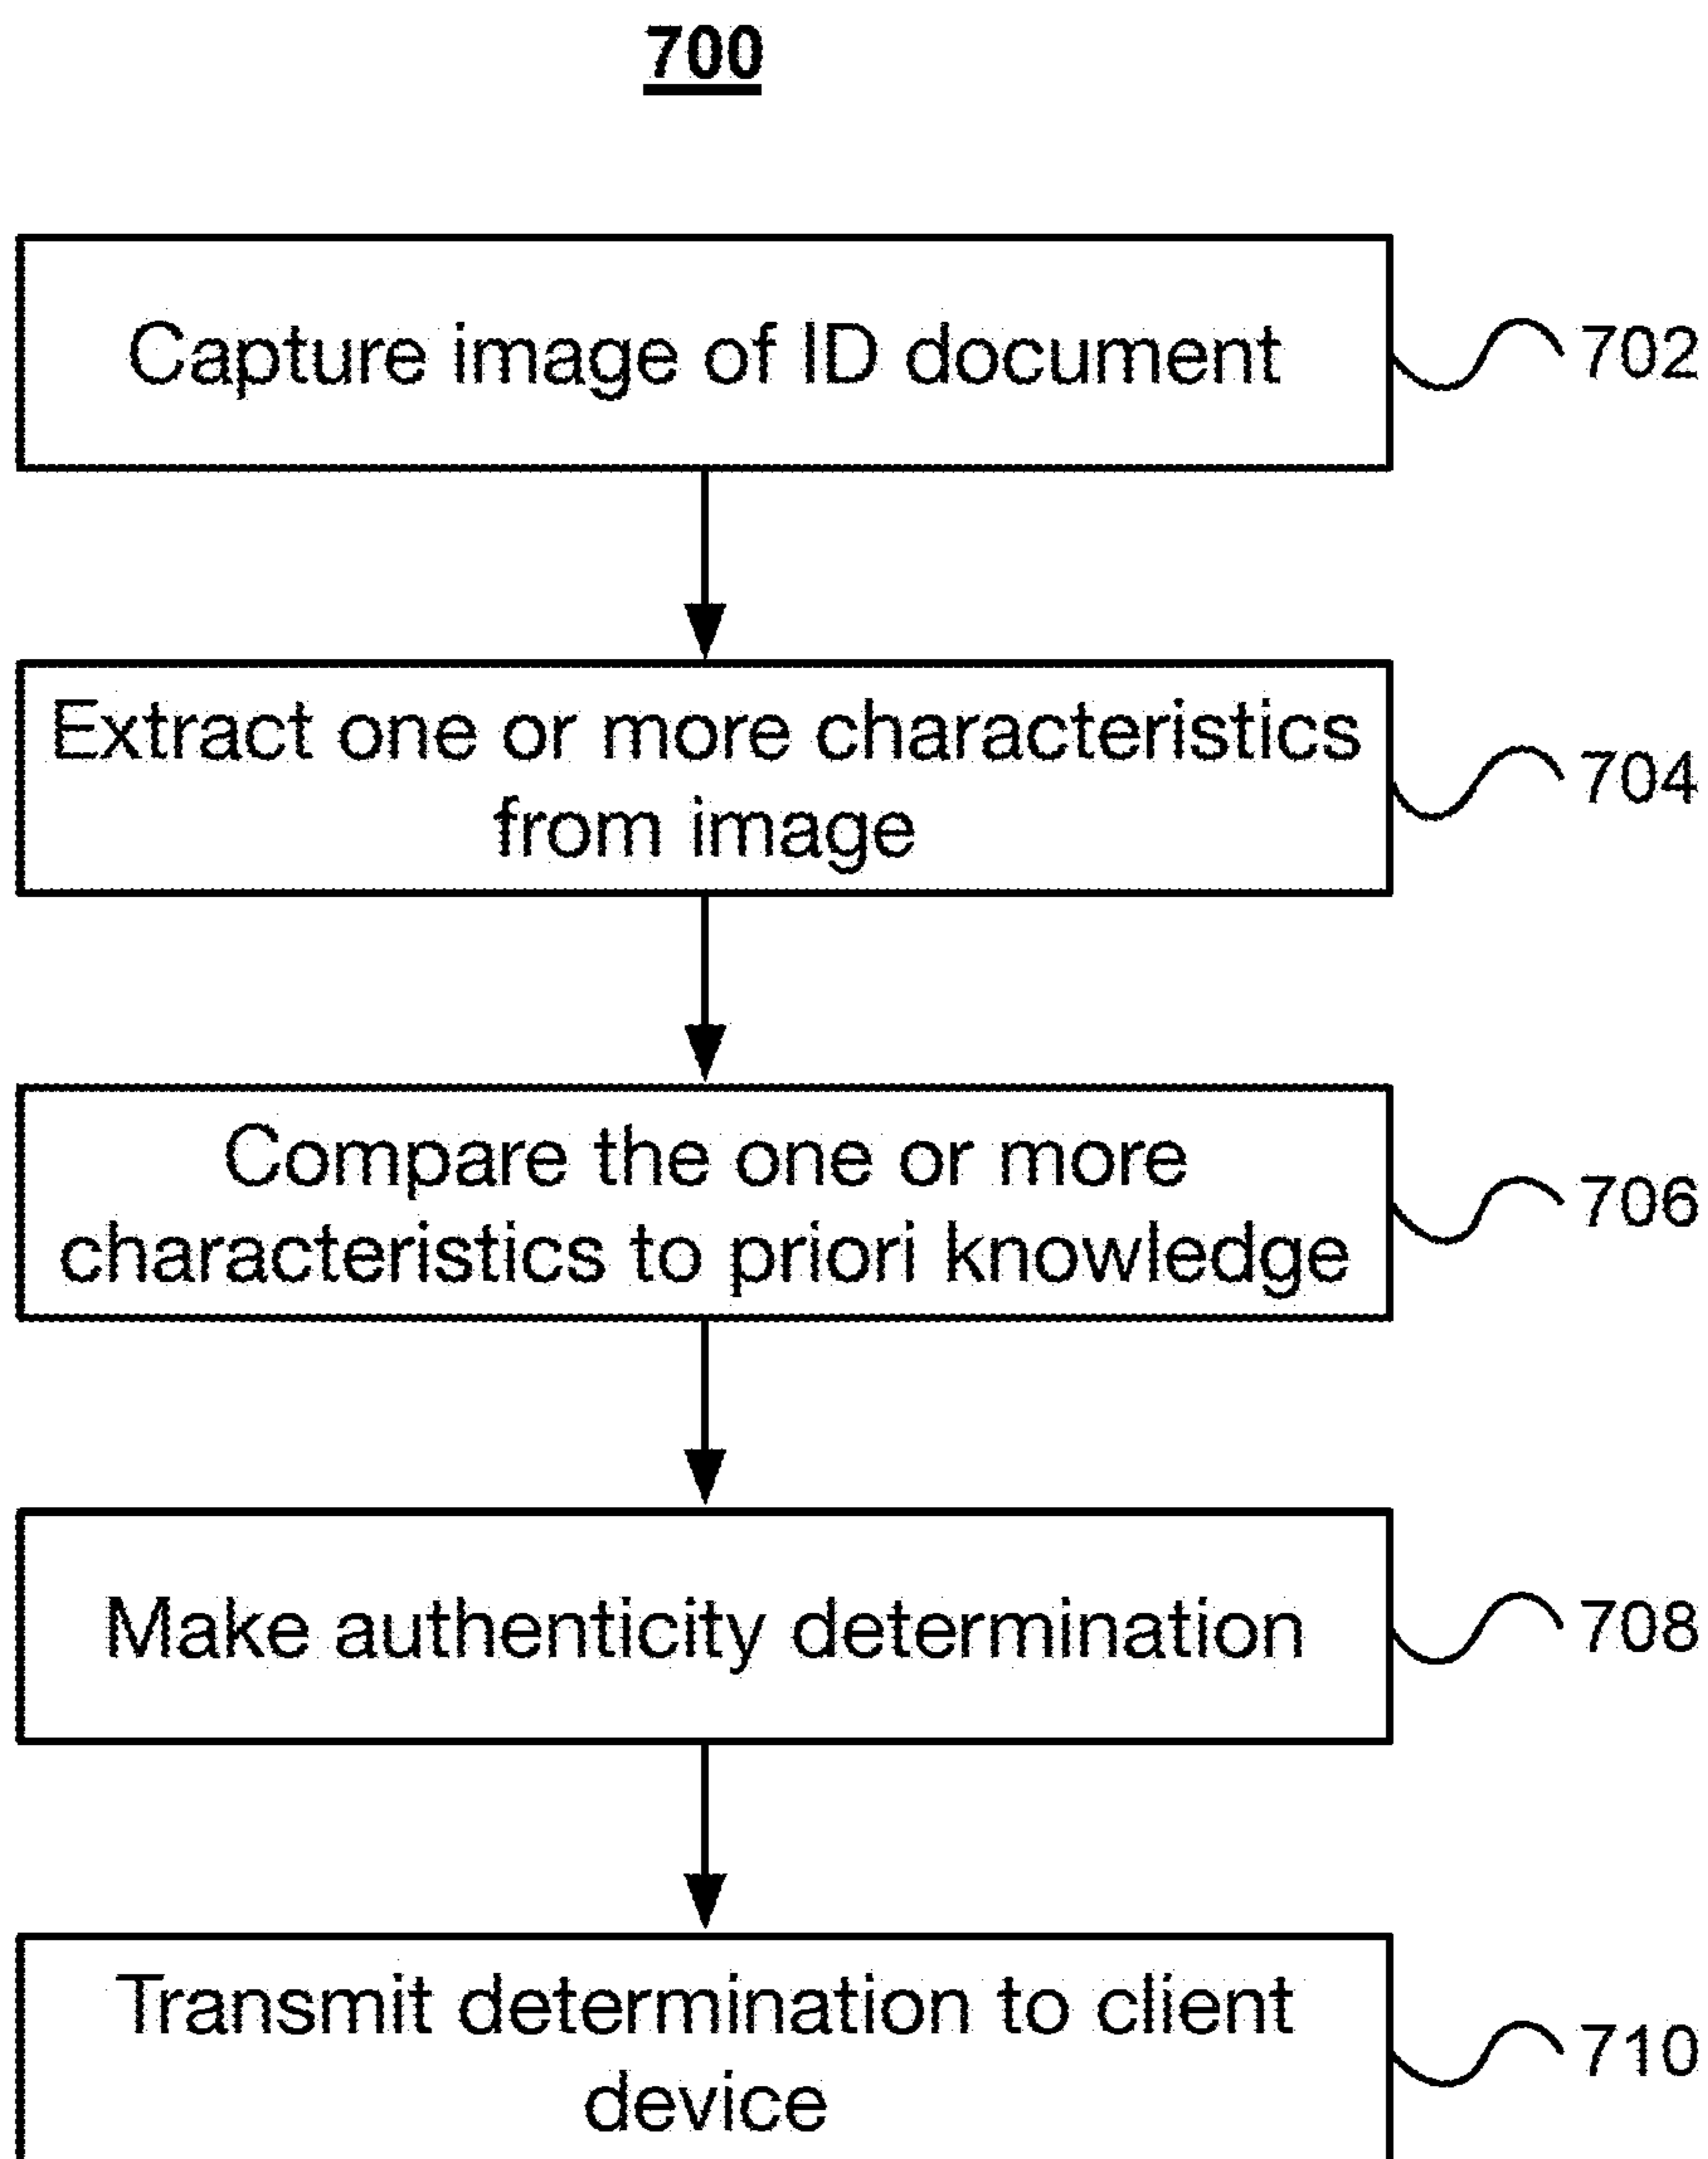 700
Capture image of ID document
702
Extract one or more characteristics
from image
704
Compare the one or more
characteristics to priori knowledge
706
Make authenticity determination
708
Transmit determination to client
device
710